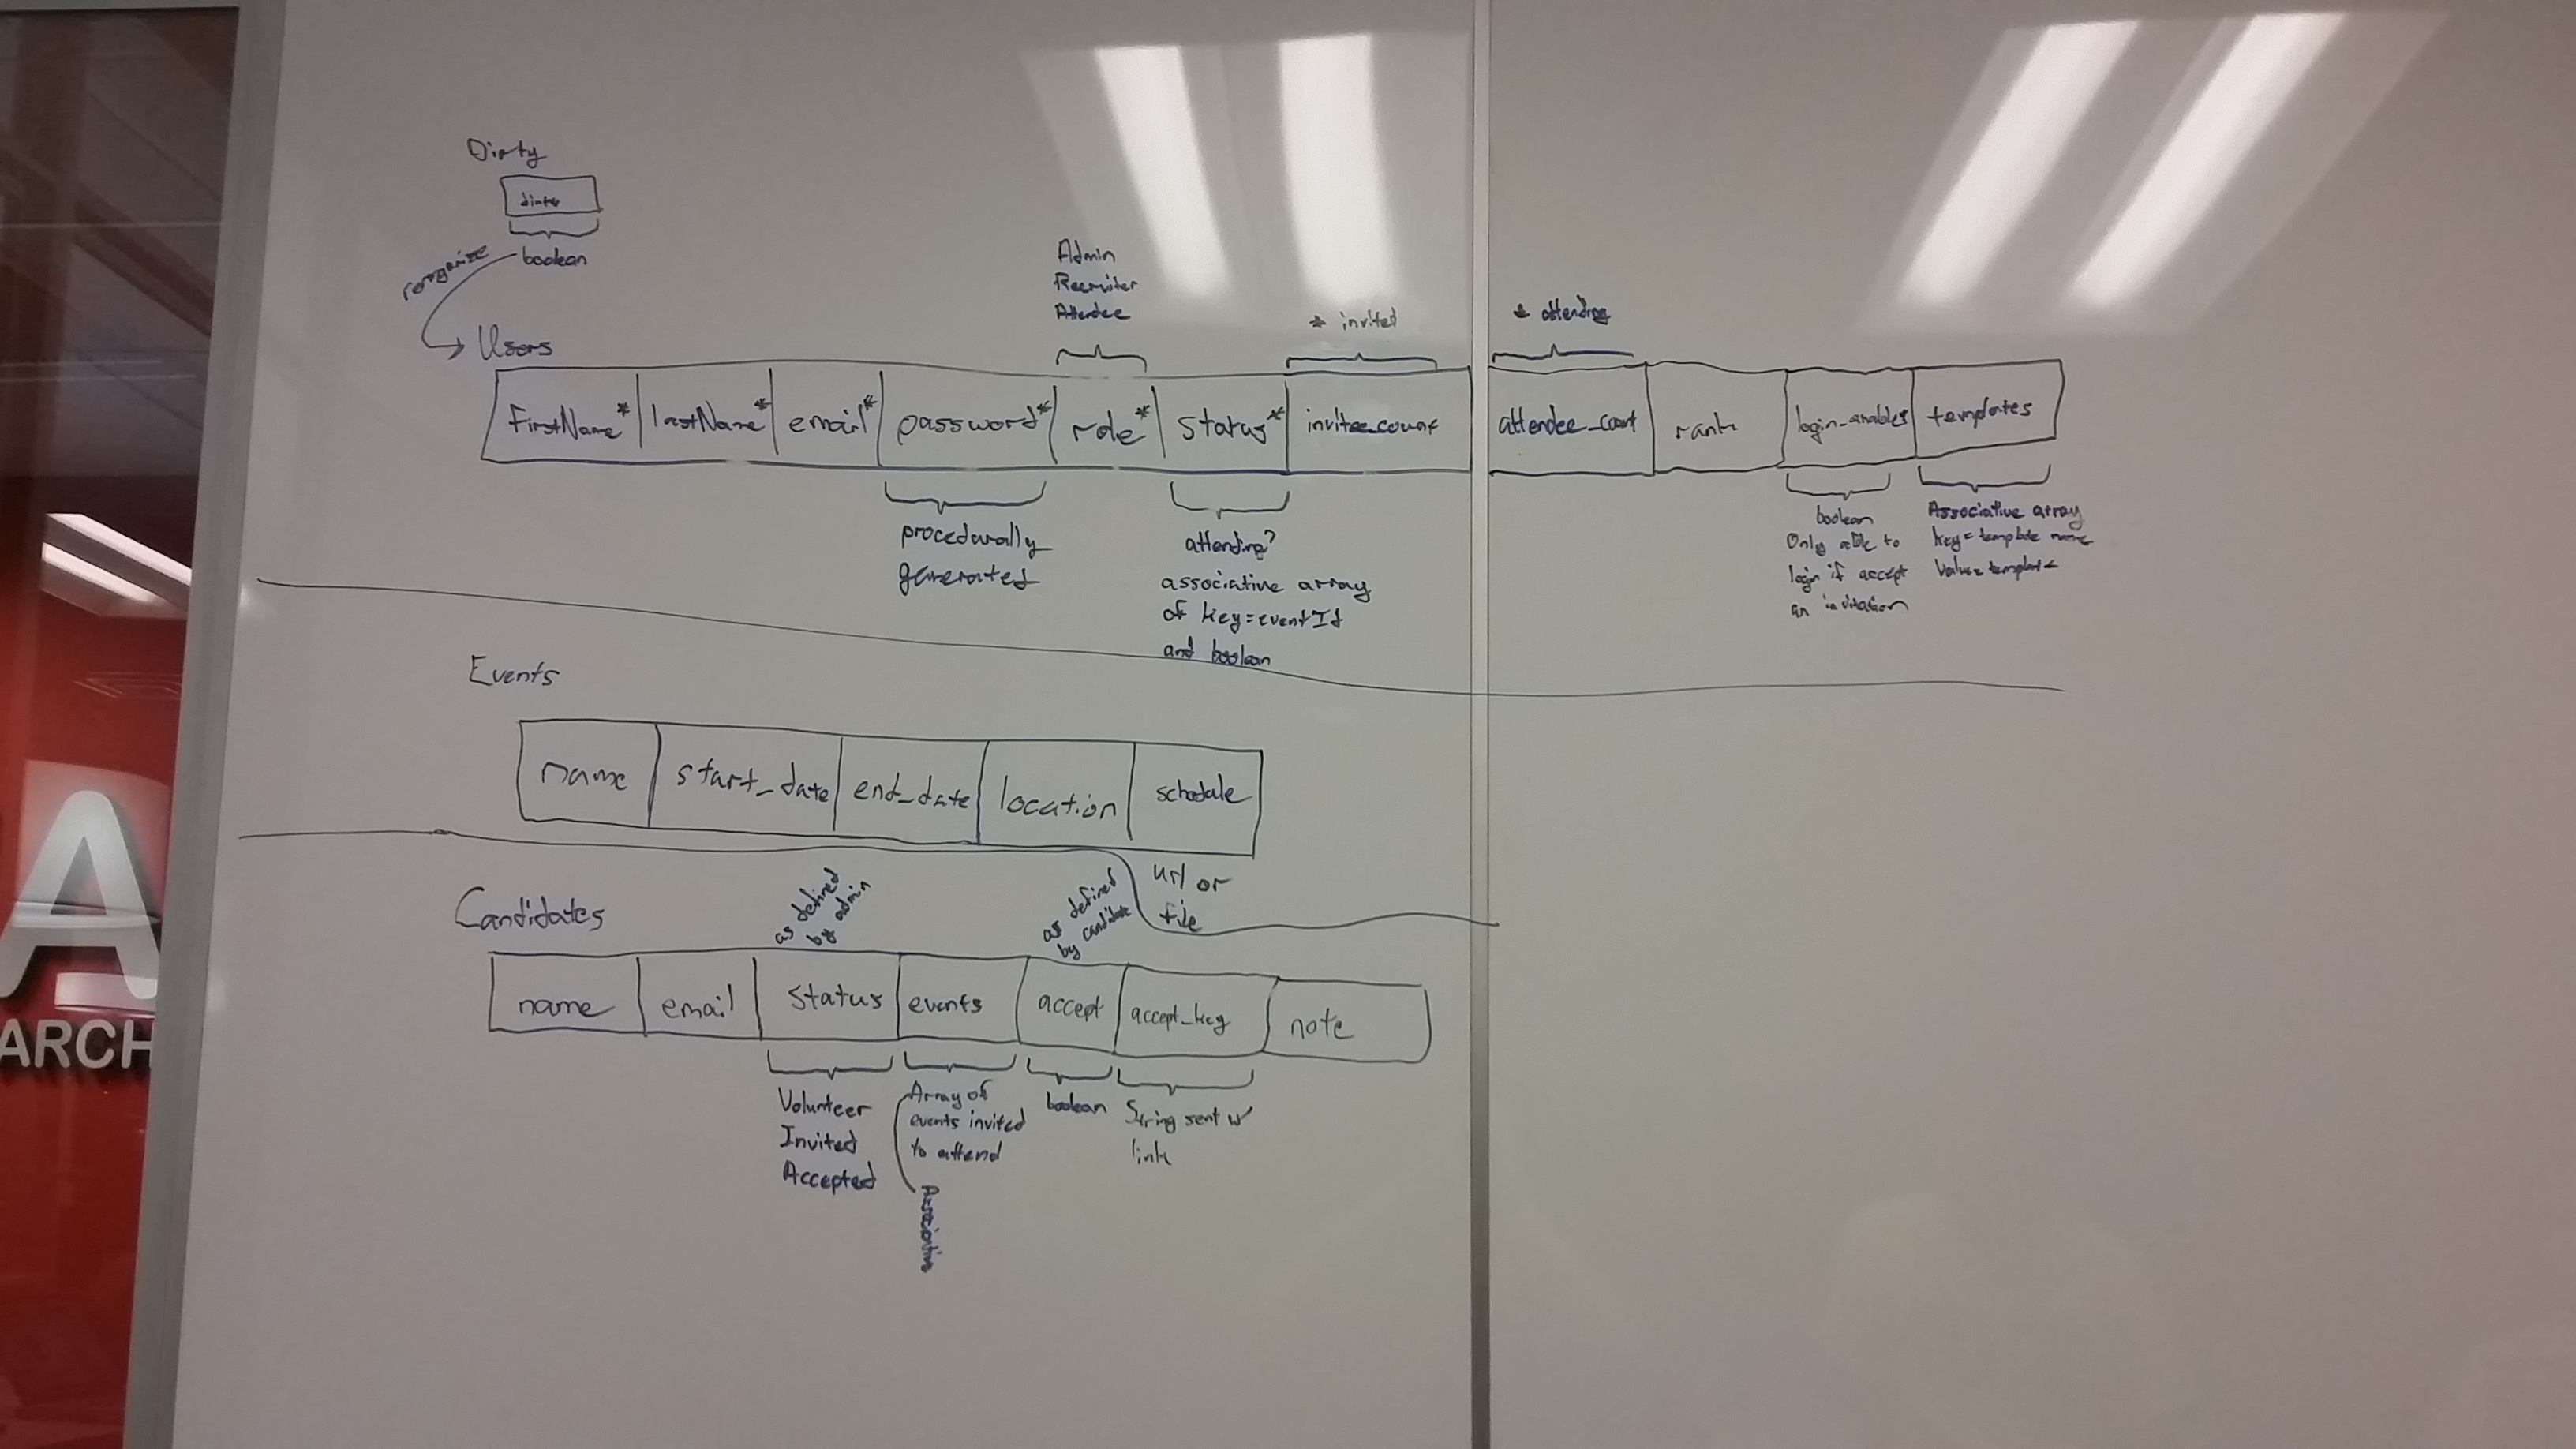 Dirty
dirty
boolean
reorganize
Admin
Recruiter
Attendee
* invited
* attending
Users
FirstName* lastName* email* password* role* status* invitee_count attendee_count rank login_enabled templates
procedurally
generated
attending?
associative array
of key=eventId
and boolean
boolean
Only able to
login if accept
an invitation
Associative array
key=template name
value=template
Events
name start_date end_date location schedule
url or
file
Candidates
as defined
by admin
as defined
by candidate
name email status events accept accept_key note
Volunteer
Invited
Accepted
Array of
events invited
to attend
Associative
boolean
String sent w/
link
A
ARCH